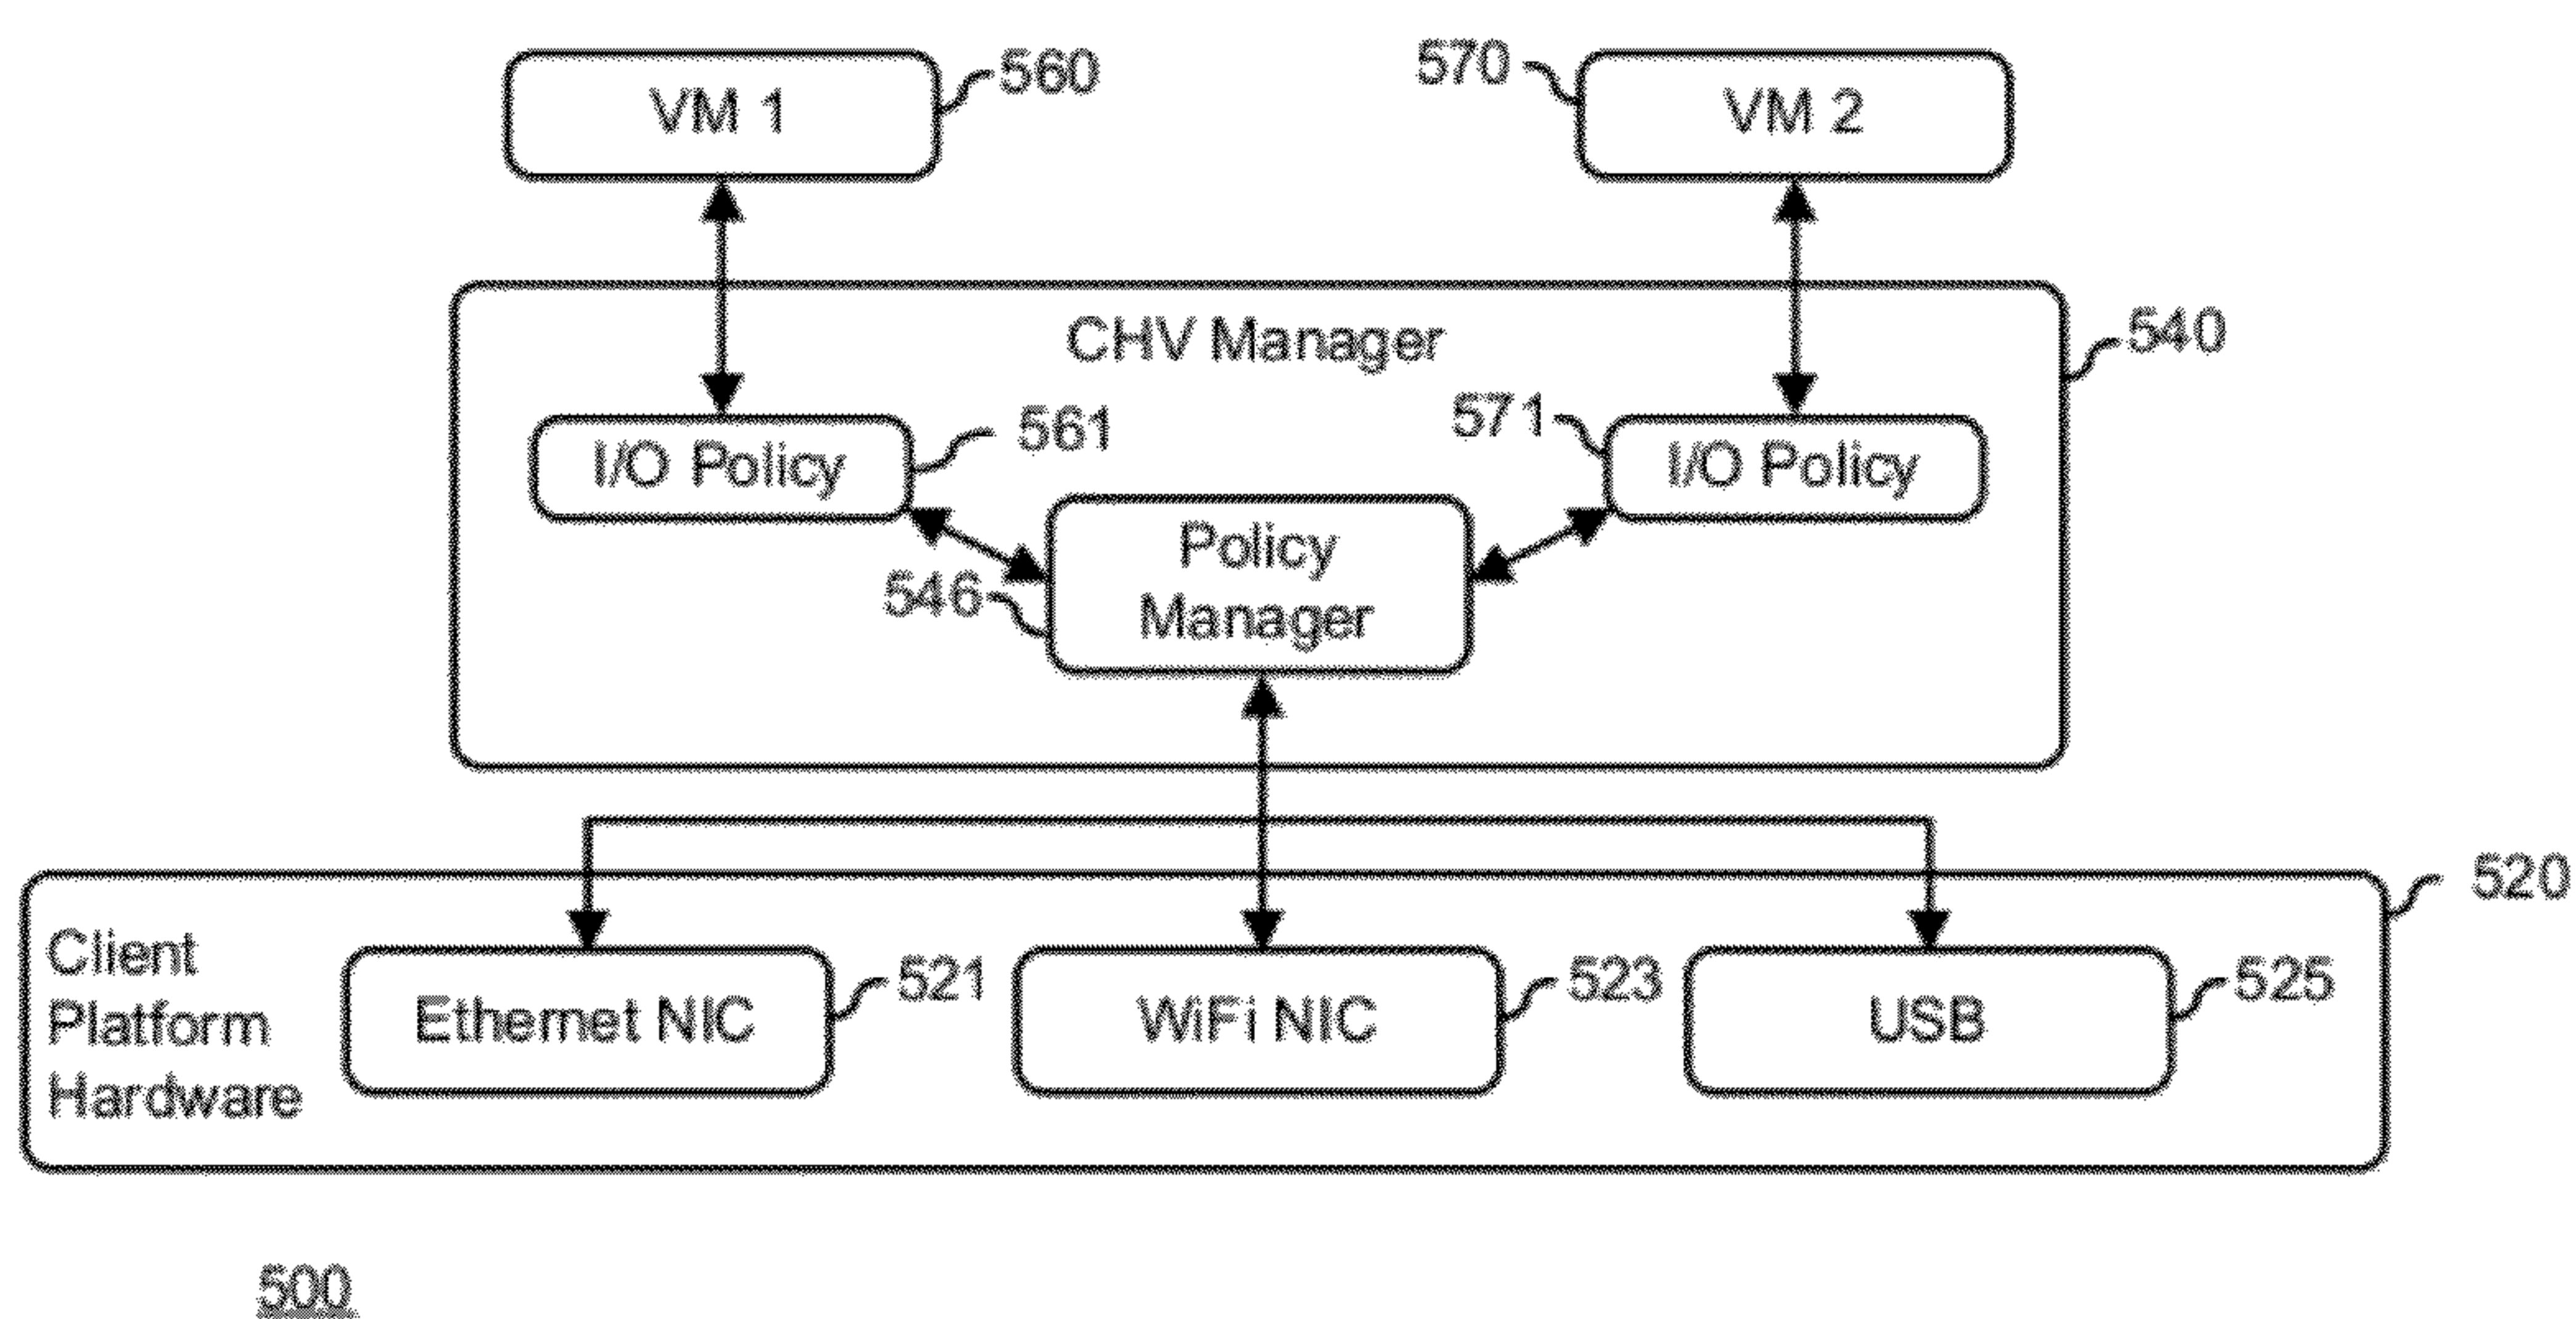 VM 1
560
570
VM 2
CHV Manager
540
I/O Policy
561
571
I/O Policy
Policy
Manager
546
520
Client
Platform
Hardware
Ethernet NIC
521
WiFi NIC
523
USB
525
500